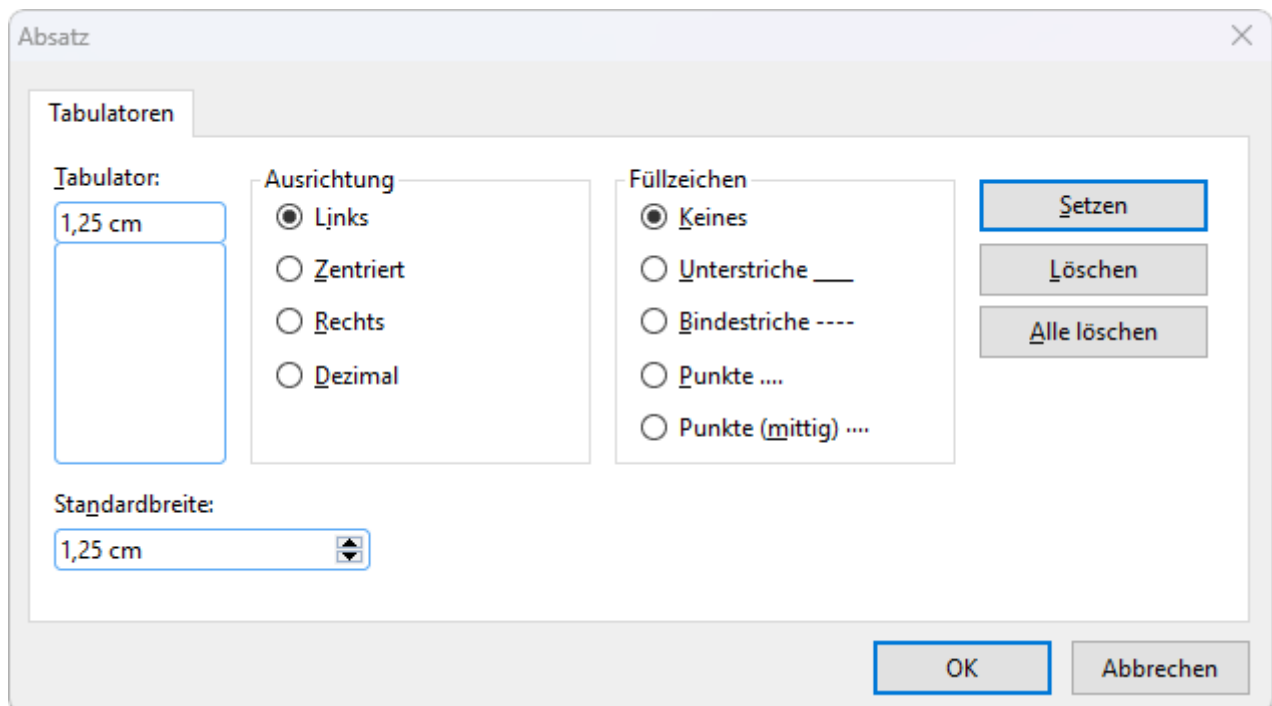 Absatz
Tabulatoren
Tabulator:
1,25 cm
Ausrichtung
Links
Zentriert
Rechts
Dezimal
Füllzeichen
Keines
Unterstriche ___
Bindestriche ----
Punkte ....
Punkte (mittig) ····
Setzen
Löschen
Alle löschen
Standardbreite:
1,25 cm
OK
Abbrechen